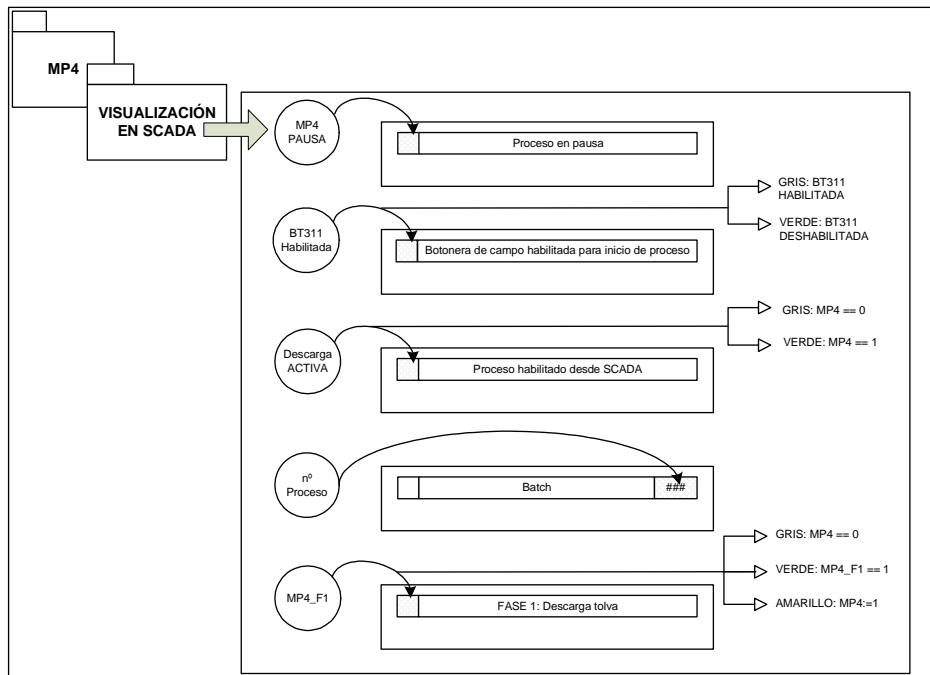 MP4
VISUALIZACIÓN
EN SCADA
MP4
PAUSA
Proceso en pausa
BT311
Habilitada
Botonera de campo habilitada para inicio de proceso
GRIS: BT311
HABILITADA
VERDE: BT311
DESHABILITADA
Descarga
ACTIVA
Proceso habilitado desde SCADA
GRIS: MP4 == 0
VERDE: MP4 == 1
nº
Proceso
Batch
###
MP4_F1
FASE 1: Descarga tolva
GRIS: MP4 == 0
VERDE: MP4_F1 == 1
AMARILLO: MP4:=1